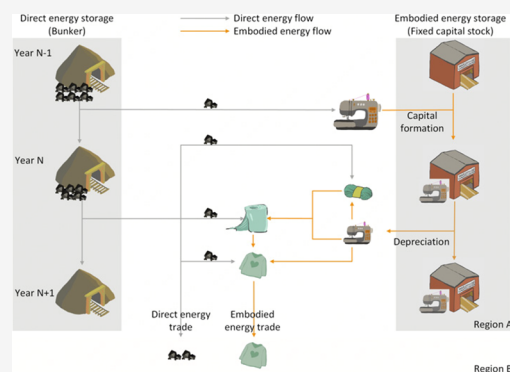 Direct energy storage
(Bunker)
Direct energy flow
Embodied energy flow
Embodied energy storage
(Fixed capital stock)
Year N-1
Capital
formation
Year N
Depreciation
Year N+1
Direct energy
trade
Embodied
energy trade
Region A
Region B